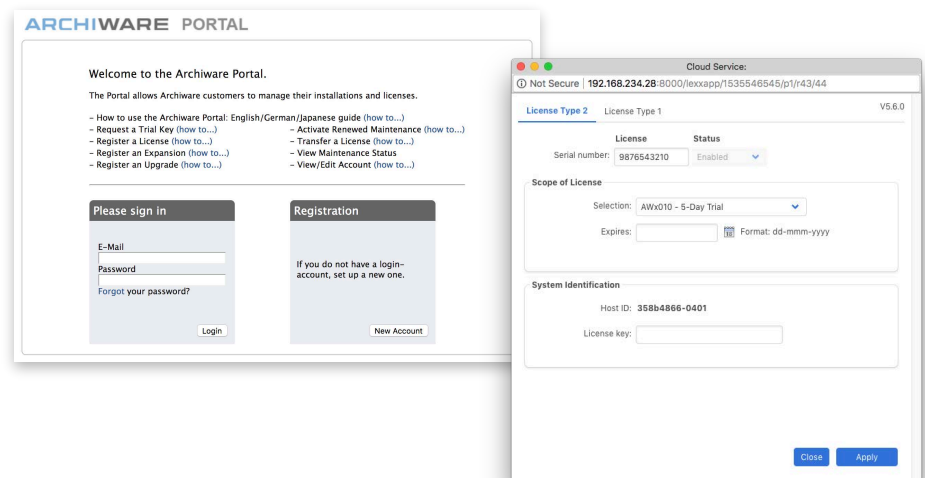 ARCHIWARE PORTAL
Welcome to the Archiware Portal.
The Portal allows Archiware customers to manage their installations and licenses.
– How to use the Archiware Portal: English/German/Japanese guide (how to...)
– Request a Trial Key (how to...)
– Register a License (how to...)
– Register an Expansion (how to...)
– Register an Upgrade (how to...)
– Activate Renewed Maintenance (how to...)
– Transfer a License (how to...)
– View Maintenance Status
– View/Edit Account (how to...)
Please sign in
E-Mail
Password
Forgot your password?
Login
Registration
If you do not have a login-
account, set up a new one.
New Account
Cloud Service:
Not Secure | 192.168.234.28:8000/lexxapp/1535546545/p1/r43/44
License Type 2 License Type 1 V5.6.0
License Status
Serial number: 9876543210 Enabled
Scope of License
Selection: AWx010 - 5-Day Trial
Expires: Format: dd-mmm-yyyy
System Identification
Host ID: 358b4866-0401
License key:
Close Apply